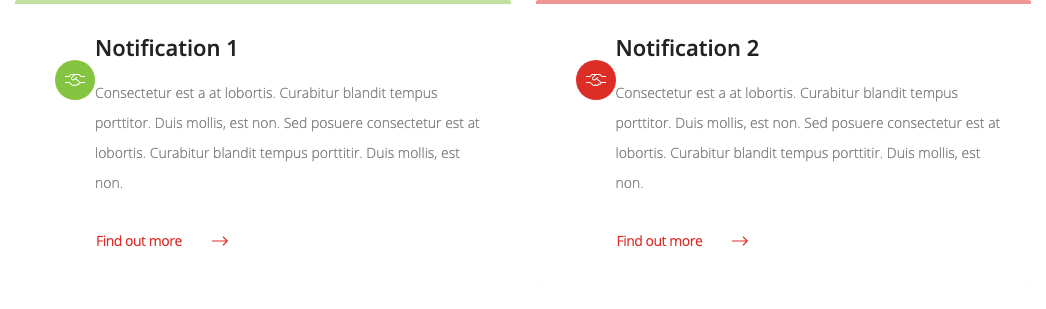 Notification 1
Consectetur est a at lobortis. Curabitur blandit tempus
porttitor. Duis mollis, est non. Sed posuere consectetur est at
lobortis. Curabitur blandit tempus porttitir. Duis mollis, est
non.
Find out more
Notification 2
Consectetur est a at lobortis. Curabitur blandit tempus
porttitor. Duis mollis, est non. Sed posuere consectetur est at
lobortis. Curabitur blandit tempus porttitir. Duis mollis, est
non.
Find out more